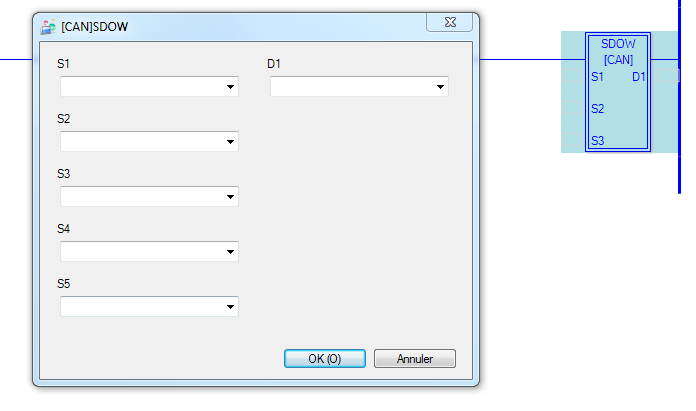 [CAN]SDOW
S1
D1
S2
S3
S4
S5
OK (O)
Annuler
SDOW
[CAN]
S1 D1
S2
S3